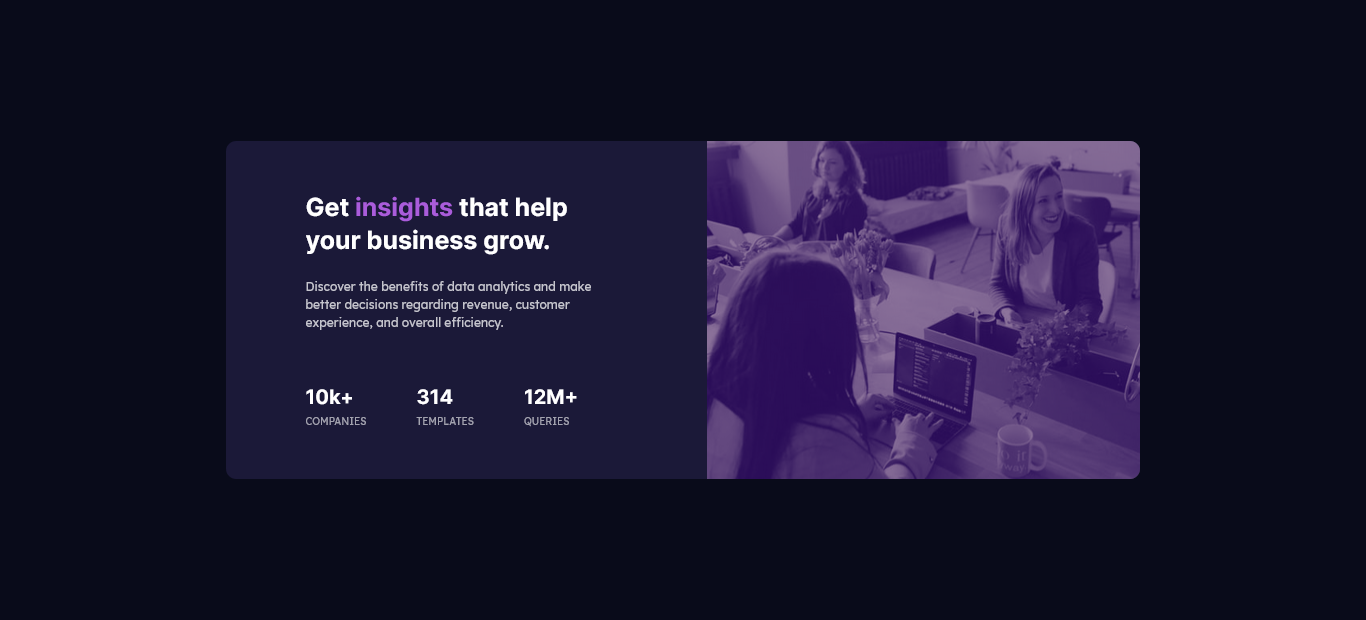 Get insights that help
your business grow.
Discover the benefits of data analytics and make
better decisions regarding revenue, customer
experience, and overall efficiency.
10k+ 314 12M+
COMPANIES TEMPLATES QUERIES